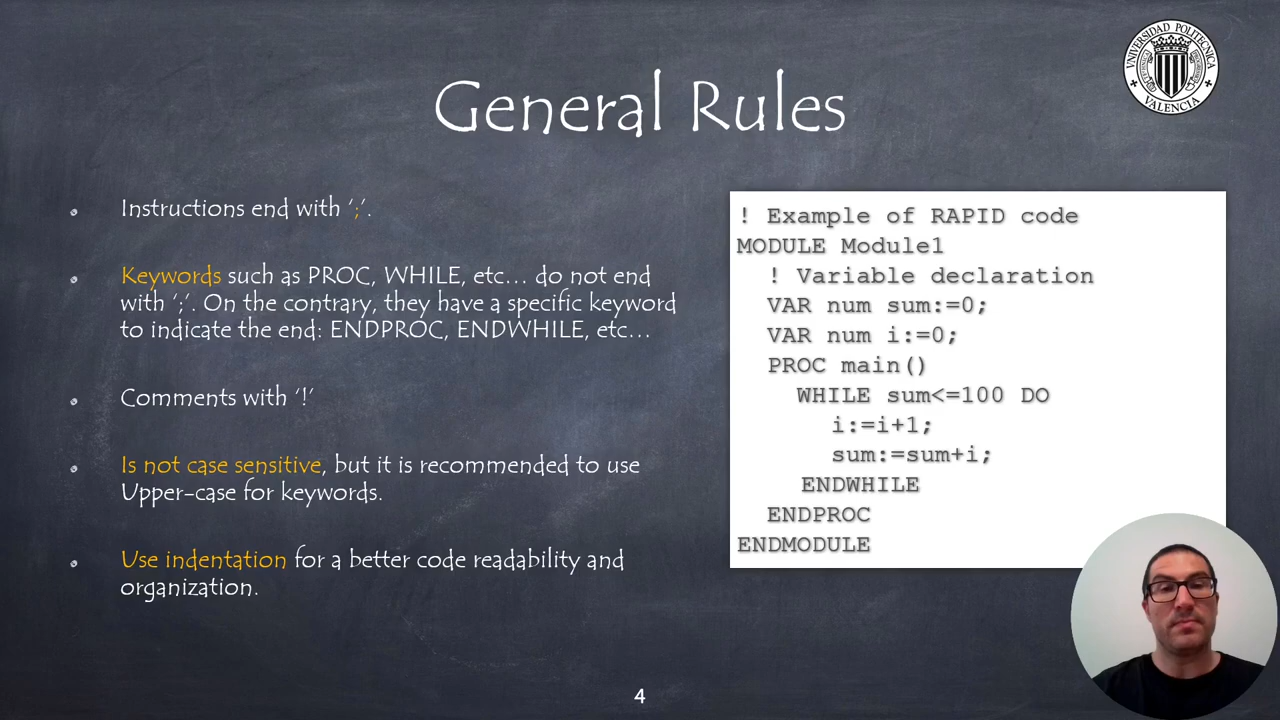 UNIVERSIDAD POLITECNICA
VALENCIA
General Rules
Instructions end with ‘;’.
Keywords such as PROC, WHILE, etc… do not end
with ‘;’. On the contrary, they have a specific keyword
to indicate the end: ENDPROC, ENDWHILE, etc…
Comments with ‘!’
Is not case sensitive, but it is recommended to use
Upper-case for keywords.
Use indentation for a better code readability and
organization.
! Example of RAPID code
MODULE Module1
! Variable declaration
VAR num sum:=0;
VAR num i:=0;
PROC main()
WHILE sum<=100 DO
i:=i+1;
sum:=sum+i;
ENDWHILE
ENDPROC
ENDMODULE
4